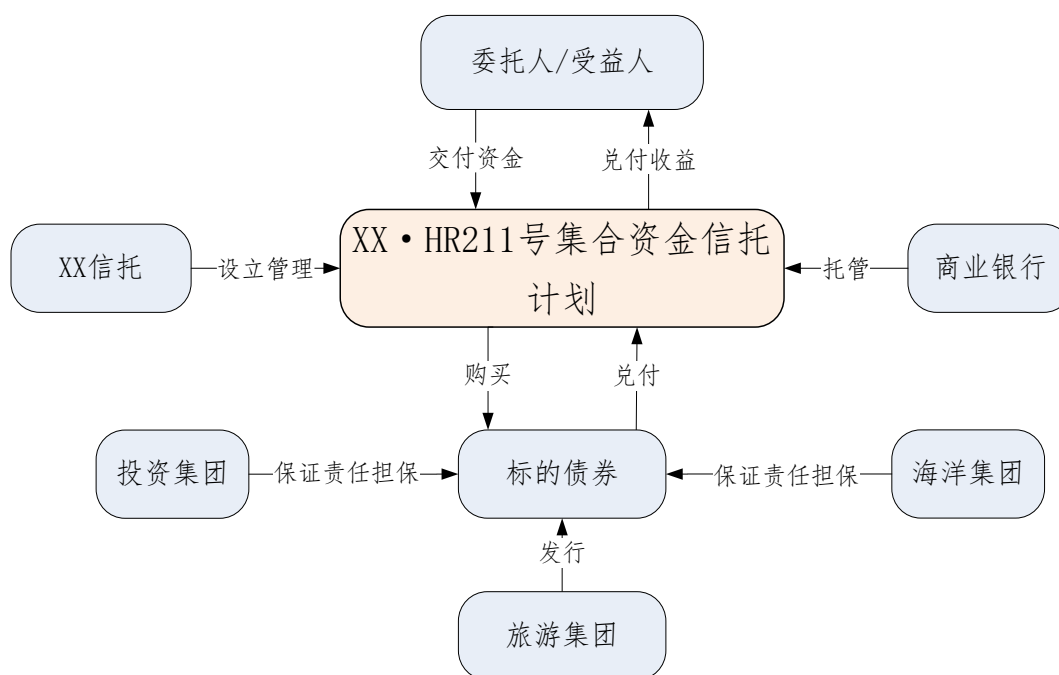 委托人/受益人
交付资金
兑付收益
XX·HR211号集合资金信托
计划
XX信托
设立管理
托管
商业银行
购买
兑付
投资集团
保证责任担保
标的债券
保证责任担保
海洋集团
发行
旅游集团